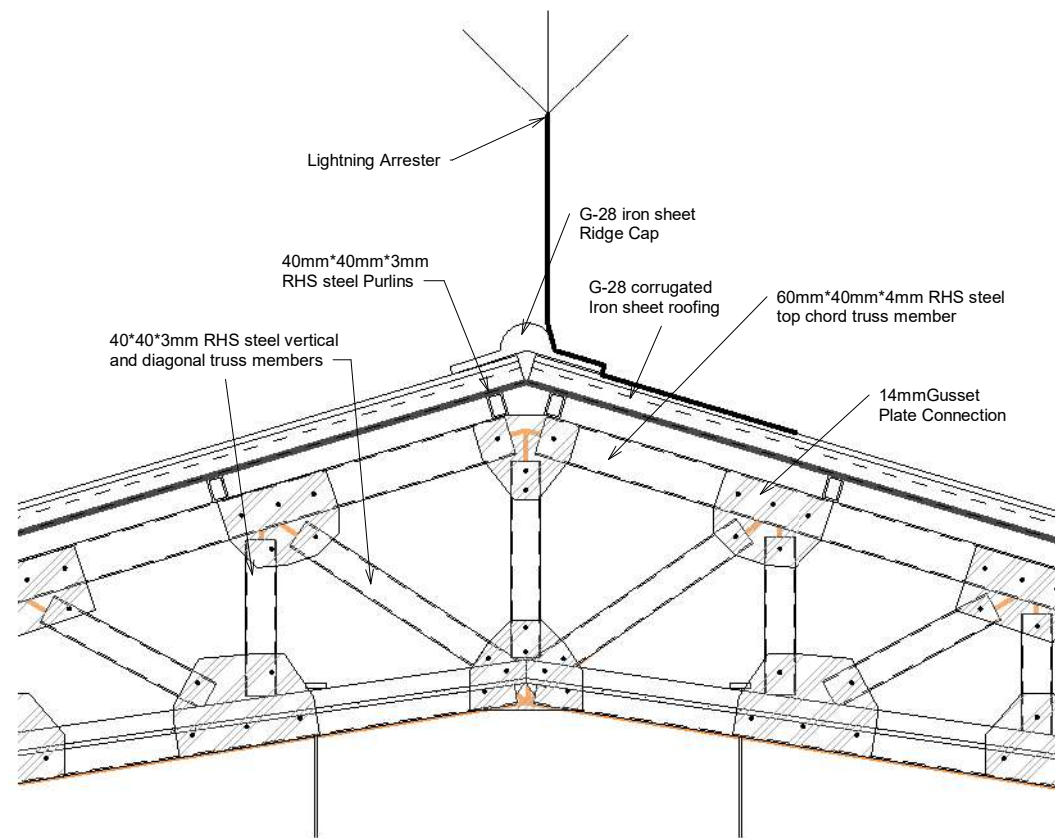 Lightning Arrester
G-28 iron sheet
Ridge Cap
40mm*40mm*3mm
RHS steel Purlins
G-28 corrugated
Iron sheet roofing
60mm*40mm*4mm RHS steel
top chord truss member
40*40*3mm RHS steel vertical
and diagonal truss members
14mmGusset
Plate Connection